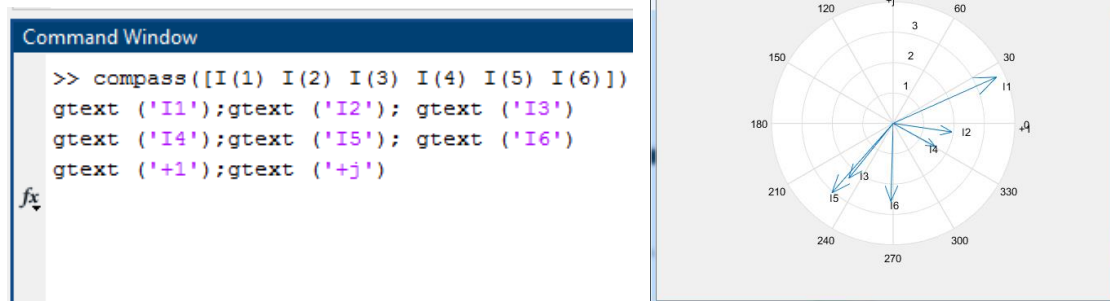 Command Window
>> compass([I(1) I(2) I(3) I(4) I(5) I(6)])
gtext ('I1');gtext ('I2'); gtext ('I3')
gtext ('I4');gtext ('I5'); gtext ('I6')
gtext ('+1');gtext ('+j')
fx
+j
120
60
3
150
30
2
I1
1
180
0
+1
I2
I4
I3
210
I5
I6
330
240
300
270